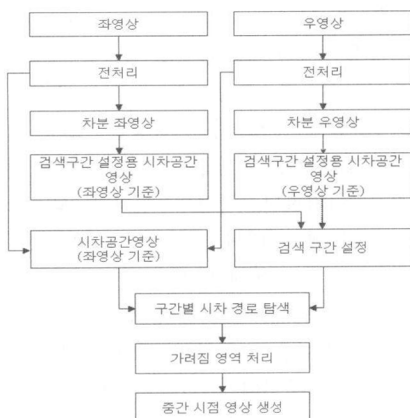 좌영상
우영상
전처리
전처리
차분 좌영상
차분 우영상
검색구간 설정용 시차공간
영상
(좌영상 기준)
검색구간 설정용 시차공간
영상
(우영상 기준)
시차공간영상
(좌영상 기준)
검색 구간 설정
구간별 시차 경로 탐색
가려짐 영역 처리
중간 시점 영상 생성